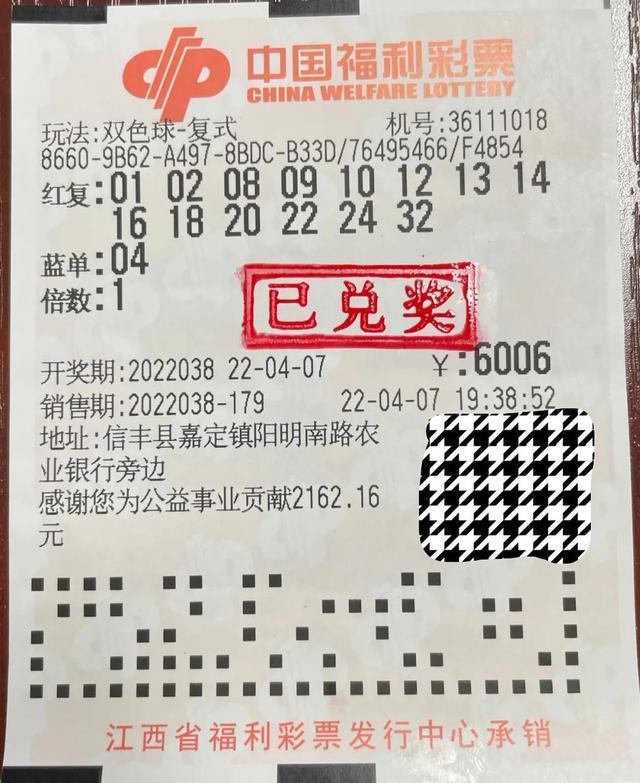 中国福利彩票
CHINA WELFARE LOTTERY
玩法:双色球-复式 机号:36111018
8660-9B62-A497-8BDC-B33D/76495466/F4854
红复:01 02 08 09 10 12 13 14
16 18 20 22 24 32
蓝单:04
倍数:1
已兑奖
开奖期:2022038 22-04-07 ¥:6006
销售期:2022038-179 22-04-07 19:38:52
地址:信丰县嘉定镇阳明南路农
业银行旁边
感谢您为公益事业贡献2162.16
元
江西省福利彩票发行中心承销